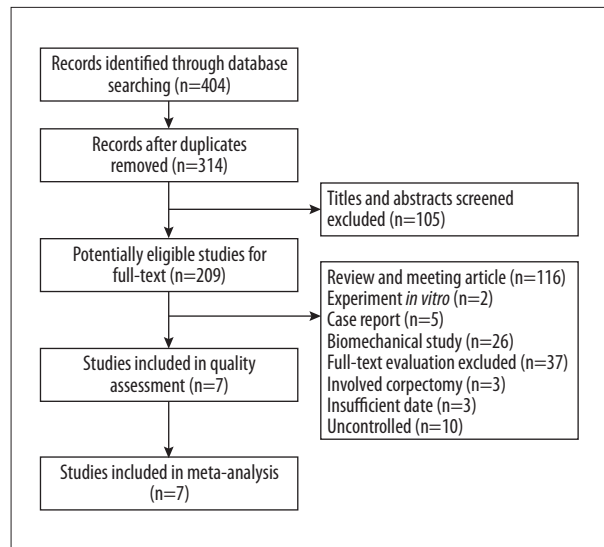 Records identified through database
searching (n=404)
Records after duplicates
removed (n=314)
Titles and abstracts screened
excluded (n=105)
Potentially eligible studies for
full-text (n=209)
Review and meeting article (n=116)
Experiment in vitro (n=2)
Case report (n=5)
Biomechanical study (n=26)
Full-text evaluation excluded (n=37)
Involved corpectomy (n=3)
Insufficient date (n=3)
Uncontrolled (n=10)
Studies included in quality
assessment (n=7)
Studies included in meta-analysis
(n=7)